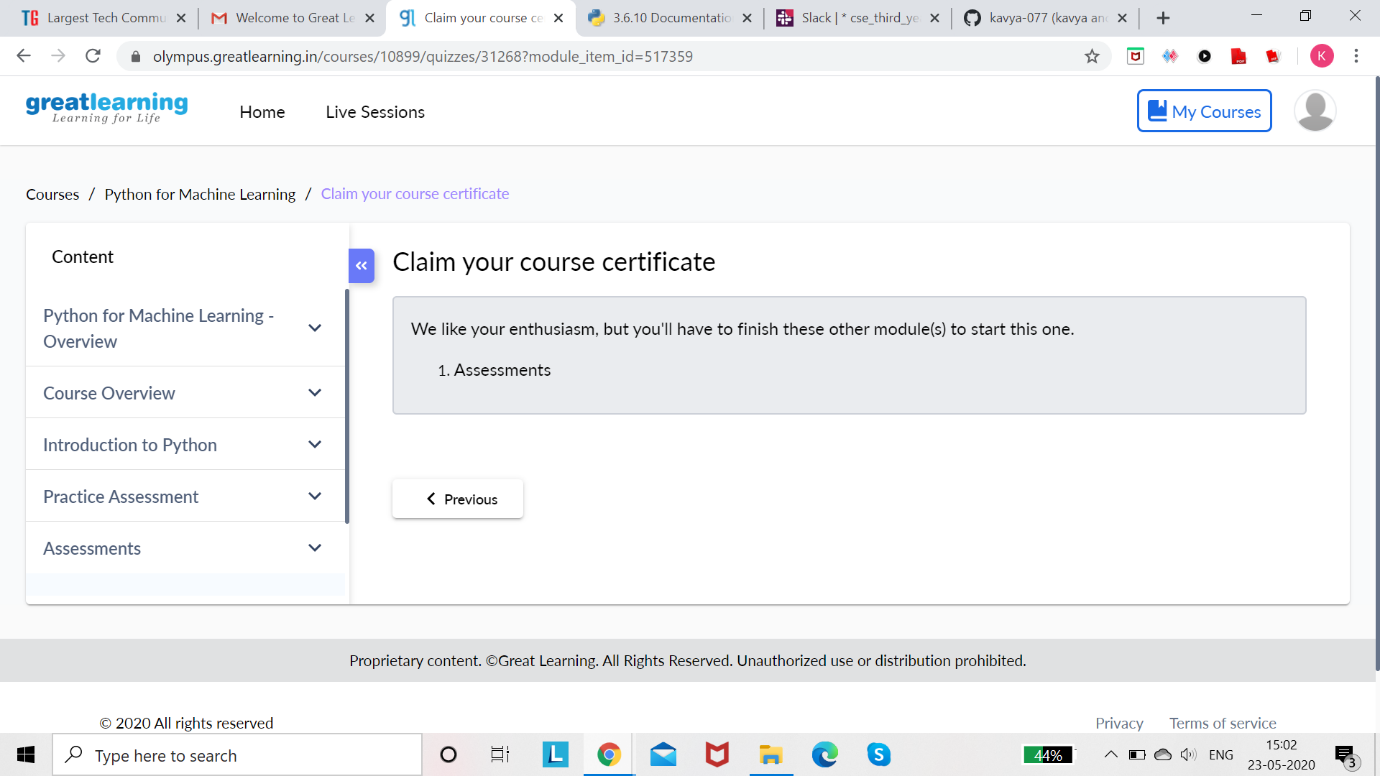 Largest Tech Commu
Welcome to Great Le
Claim your course ce
3.6.10 Documentatio
Slack | * cse_third_ye
kavya-077 (kavya an
olympus.greatlearning.in/courses/10899/quizzes/31268?module_item_id=517359
K
greatlearning
Learning for Life
Home
Live Sessions
My Courses
Courses / Python for Machine Learning / Claim your course certificate
Content
Python for Machine Learning -
Overview
Course Overview
Introduction to Python
Practice Assessment
Assessments
«
Claim your course certificate
We like your enthusiasm, but you'll have to finish these other module(s) to start this one.
1. Assessments
Previous
Proprietary content. ©Great Learning. All Rights Reserved. Unauthorized use or distribution prohibited.
© 2020 All rights reserved
Privacy
Terms of service
Type here to search
44%
ENG
15:02
23-05-2020
3